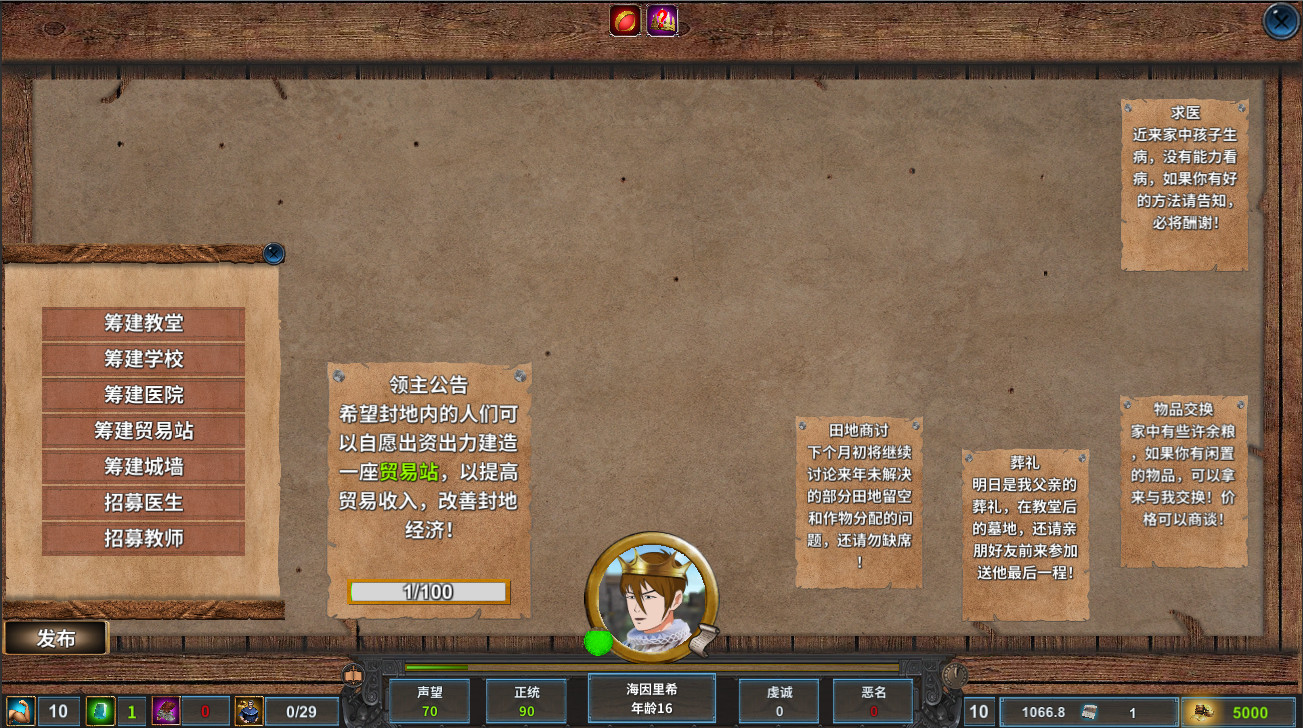 求医
近来家中孩子生
病，没有能力看
病，如果你有好
的方法请告知，
必将酬谢！
筹建教堂
筹建学校
筹建医院
筹建贸易站
筹建城墙
招募医生
招募教师
发布
领主公告
希望封地内的人们可
以自愿出资出力建造
一座贸易站，以提高
贸易收入，改善封地
经济！
1/100
田地商讨
下个月初将继续
讨论来年未解决
的部分田地留空
和作物分配的问
题，还请勿缺席
！
葬礼
明日是我父亲的
葬礼，在教堂后
的墓地，还请亲
朋好友前来参加
送他最后一程！
物品交换
家中有些许余粮
，如果你有闲置
的物品，可以拿
来与我交换！价
格可以商谈！
10
1
0
0/29
声望
70
正统
90
海因里希
年龄16
虔诚
0
恶名
0
10
1066.8
1
5000